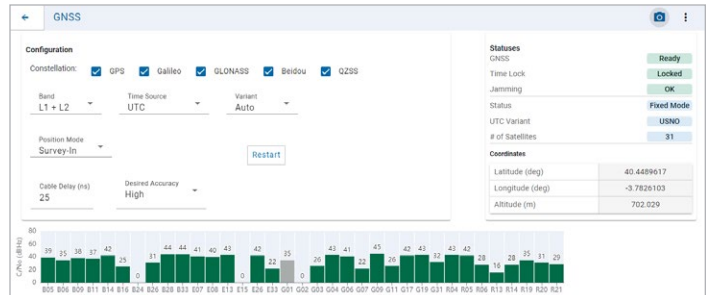 GNSS
Configuration
Constellation: GPS Galileo GLONASS Beidou QZSS
Band
L1 + L2
Time Source
UTC
Variant
Auto
Position Mode
Survey-In
Restart
Cable Delay (ns)
25
Desired Accuracy
High
Statuses
GNSS Ready
Time Lock Locked
Jamming OK
Status Fixed Mode
UTC Variant USNO
# of Satellites 31
Coordinates
Latitude (deg) 40.4489617
Longitude (deg) -3.7826103
Altitude (m) 702.029
C/No (dBHz)
80
60
40
20
0
39 35 38 37 42 25 0 31 44 44 41 40 43 0 42 22 35 0 26 43 41 22 45 26 42 43 32 43 42 28 16 28 35 31 29
B05 B06 B09 B11 B14 B16 B24 B26 B28 B33 E07 E08 E13 E15 E26 E33 G01 G02 G03 G04 G06 G07 G09 G11 G17 G19 G31 R04 R05 R06 R13 R14 R19 R20 R21